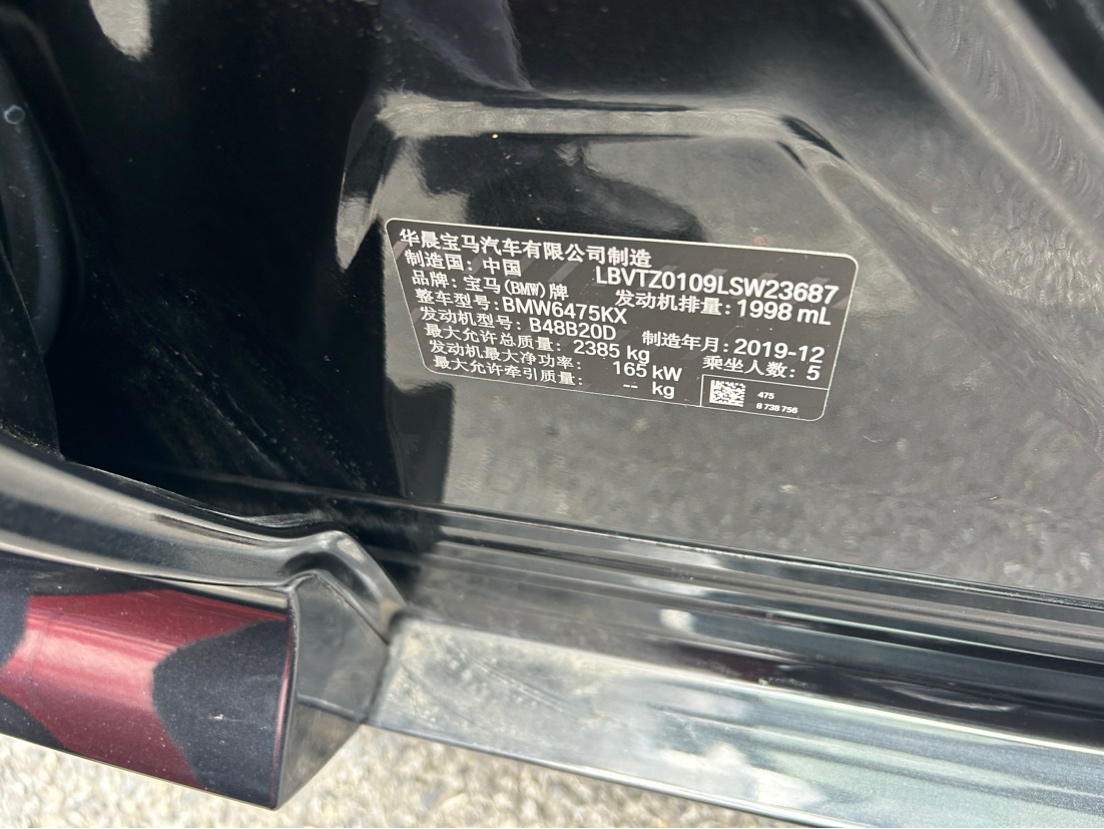 华晨宝马汽车有限公司制造
制造国：中国 LBVTZ0109LSW23687
品牌：宝马(BMW)牌 发动机排量：1998 mL
整车型号：BMW6475KX
发动机型号：B48B20D 制造年月：2019-12
最大允许总质量：2385 kg 乘坐人数：5
发动机最大净功率：165 kW
最大允许牵引质量：-- kg
475
8 738 756